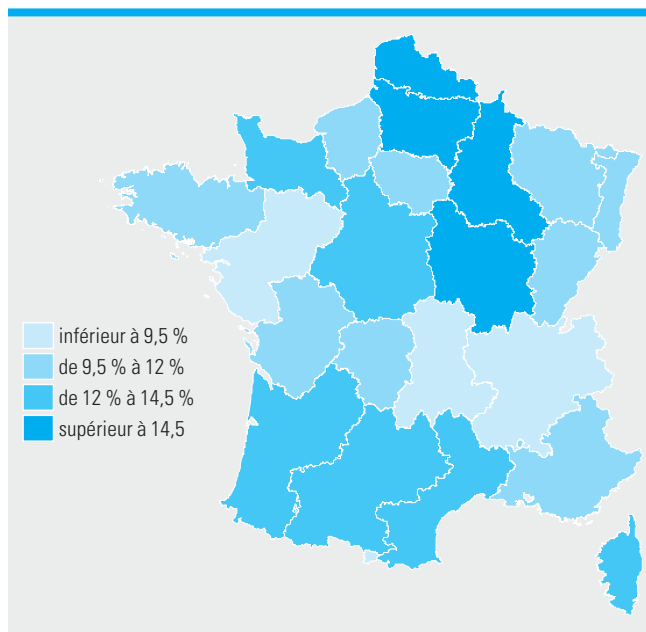 inférieur à 9,5 %
de 9,5 % à 12 %
de 12 % à 14,5 %
supérieur à 14,5